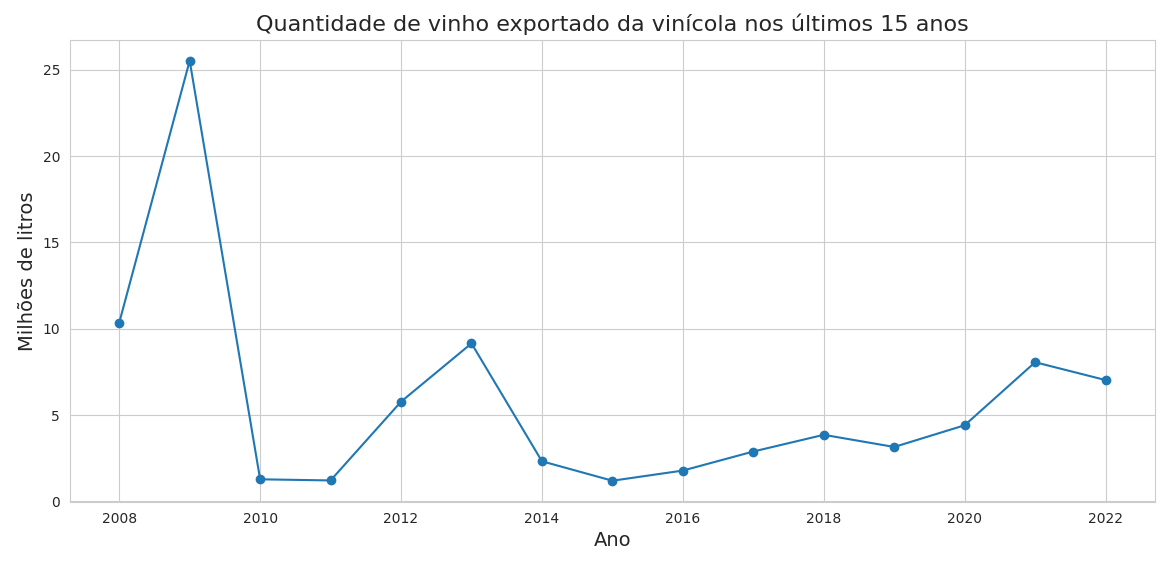 Quantidade de vinho exportado da vinícola nos últimos 15 anos
Milhões de litros
25
20
15
10
5
0
2008 2010 2012 2014 2016 2018 2020 2022
Ano